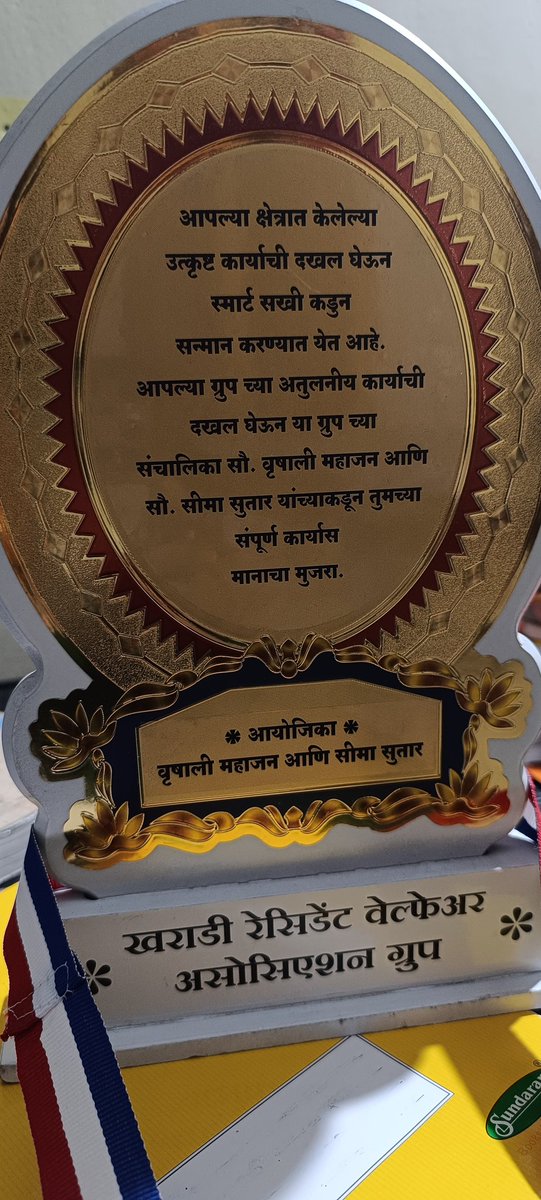 आपल्या क्षेत्रात केलेल्या
उत्कृष्ट कार्याची दखल घेऊन
स्मार्ट सखी कडुन
सन्मान करण्यात येत आहे.
आपल्या ग्रुप च्या अतुलनीय कार्याची
दखल घेऊन या ग्रुप च्या
संचालिका सौ. वृषाली महाजन आणि
सौ. सीमा सुतार यांच्याकडून तुमच्या
संपूर्ण कार्यास
मानाचा मुजरा.
* आयोजिका *
वृषाली महाजन आणि सीमा सुतार
खराडी रेसिडेंट वेल्फेअर
* असोसिएशन ग्रुप *